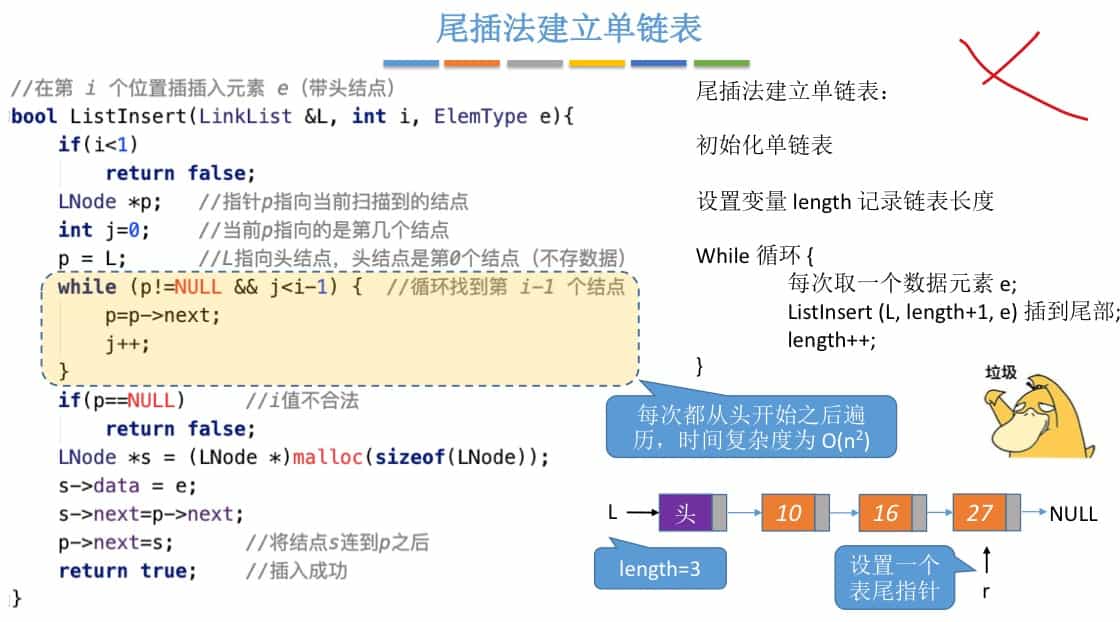 尾插法建立单链表
//在第 i 个位置插插入元素 e（带头结点）
bool ListInsert(LinkList &L, int i, ElemType e){
if(i<1)
return false;
LNode *p; //指针p指向当前扫描到的结点
int j=0; //当前p指向的是第几个结点
p = L; //L指向头结点，头结点是第0个结点（不存数据）
while (p!=NULL && j<i-1) { //循环找到第 i-1 个结点
p=p->next;
j++;
}
if(p==NULL) //i值不合法
return false;
LNode *s = (LNode *)malloc(sizeof(LNode));
s->data = e;
s->next=p->next;
p->next=s; //将结点s连到p之后
return true; //插入成功
}
尾插法建立单链表：
初始化单链表
设置变量 length 记录链表长度
While 循环 {
每次取一个数据元素 e;
ListInsert (L, length+1, e) 插到尾部;
length++;
}
垃圾
每次都从头开始之后遍
历，时间复杂度为 O(n²)
L 头 10 16 27 NULL
length=3
设置一个
表尾指针
r